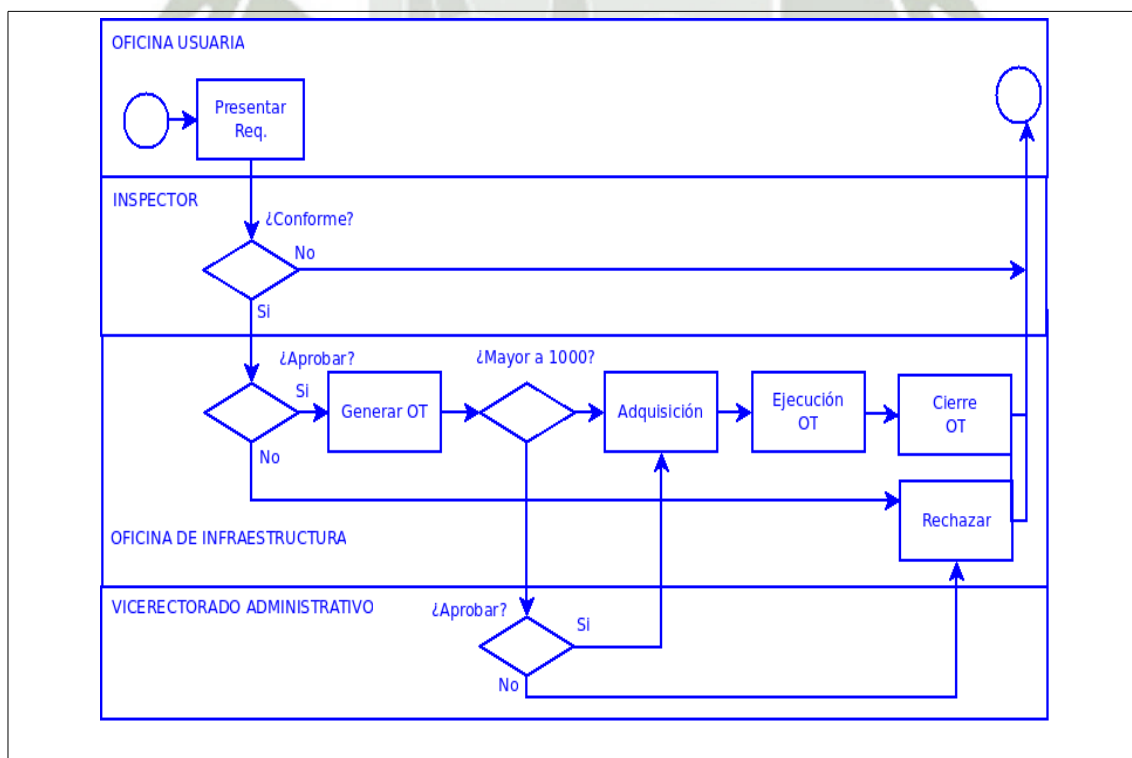 OFICINA USUARIA
Presentar
Req.
INSPECTOR
¿Conforme?
No
Si
¿Aprobar?
¿Mayor a 1000?
Si
Generar OT
Adquisición
Ejecución
OT
Cierre
OT
No
Rechazar
OFICINA DE INFRAESTRUCTURA
VICERECTORADO ADMINISTRATIVO
¿Aprobar?
Si
No